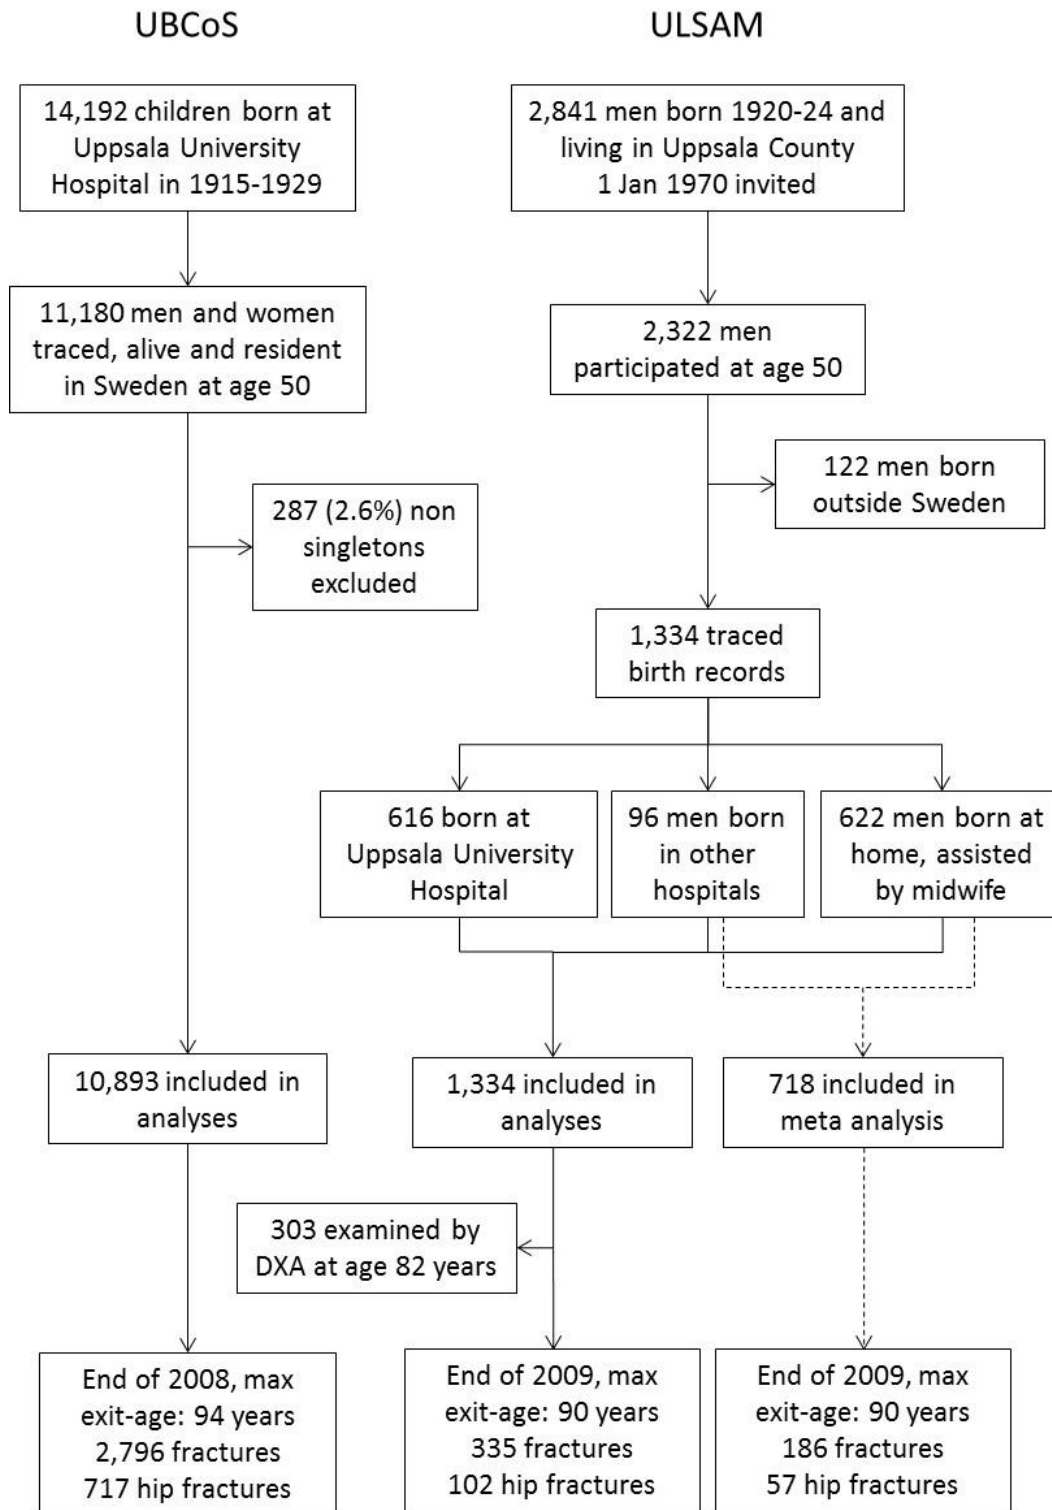 UBCoS
ULSAM
14,192 children born at
Uppsala University
Hospital in 1915-1929
2,841 men born 1920-24 and
living in Uppsala County
1 Jan 1970 invited
11,180 men and women
traced, alive and resident
in Sweden at age 50
2,322 men
participated at age 50
122 men born
outside Sweden
287 (2.6%) non
singletons
excluded
1,334 traced
birth records
616 born at
Uppsala University
Hospital
96 men born
in other
hospitals
622 men born at
home, assisted
by midwife
10,893 included in
analyses
1,334 included in
analyses
718 included in
meta analysis
303 examined by
DXA at age 82 years
End of 2008, max
exit-age: 94 years
2,796 fractures
717 hip fractures
End of 2009, max
exit-age: 90 years
335 fractures
102 hip fractures
End of 2009, max
exit-age: 90 years
186 fractures
57 hip fractures